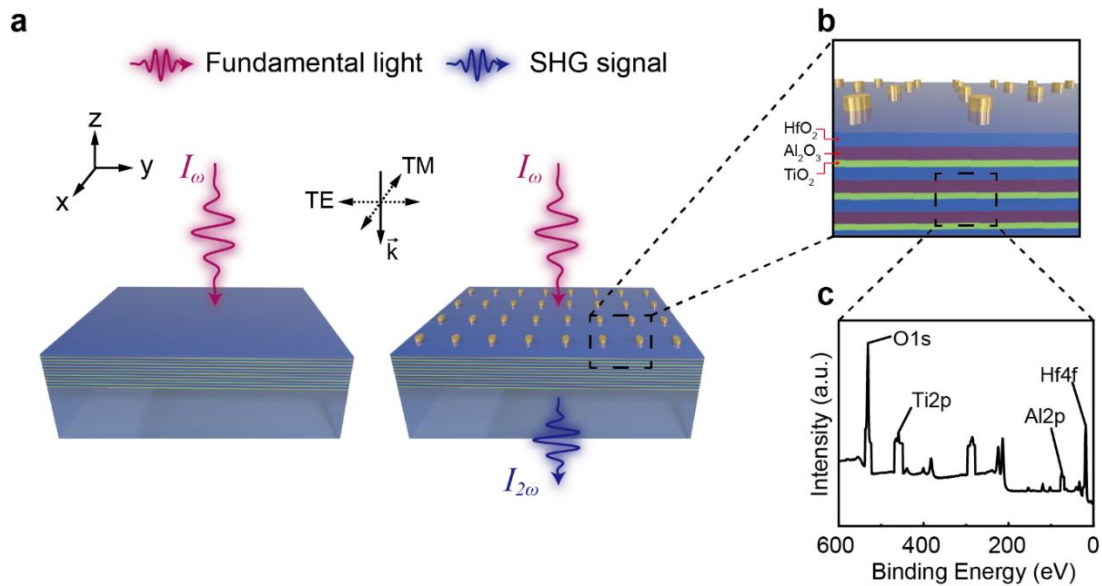 a
Fundamental light
SHG signal
z
y
x
Iω
TM
TE
k⃗
Iω
I2ω
b
HfO₂
Al₂O₃
TiO₂
c
O1s
Ti2p
Hf4f
Al2p
Intensity (a.u.)
600 400 200 0
Binding Energy (eV)